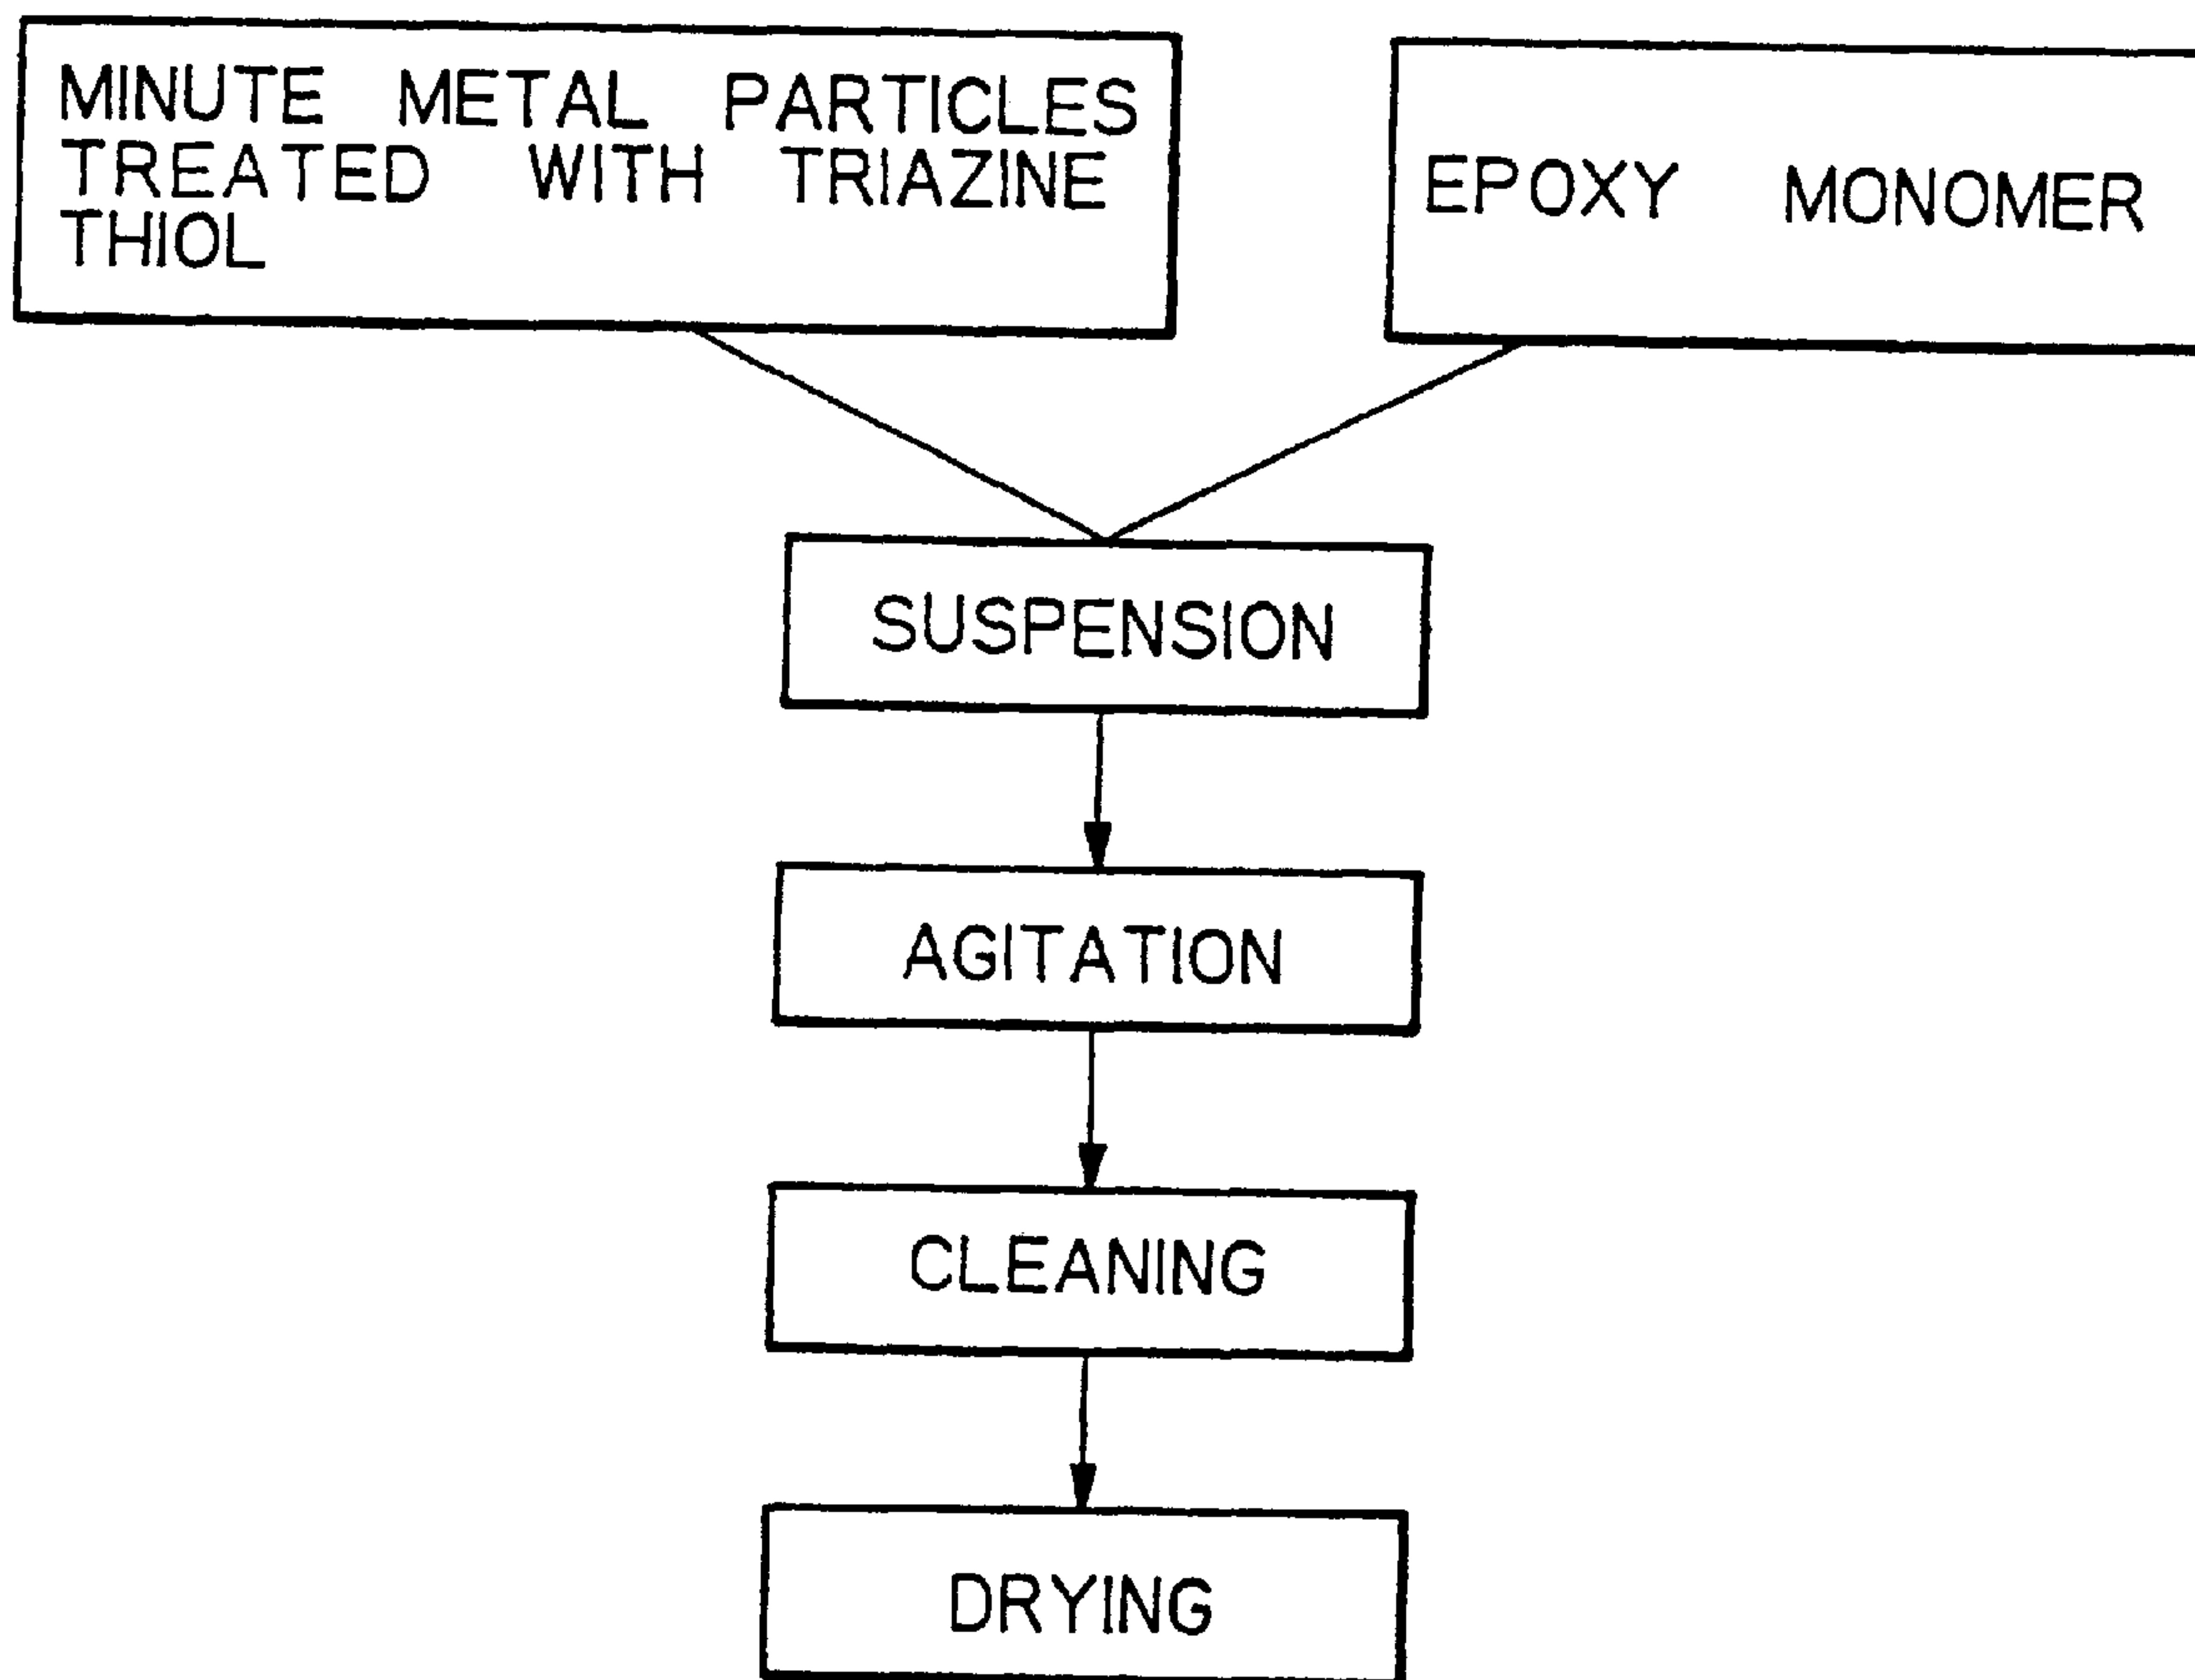 MINUTE METAL PARTICLES
TREATED WITH TRIAZINE
THIOL
EPOXY MONOMER
SUSPENSION
AGITATION
CLEANING
DRYING